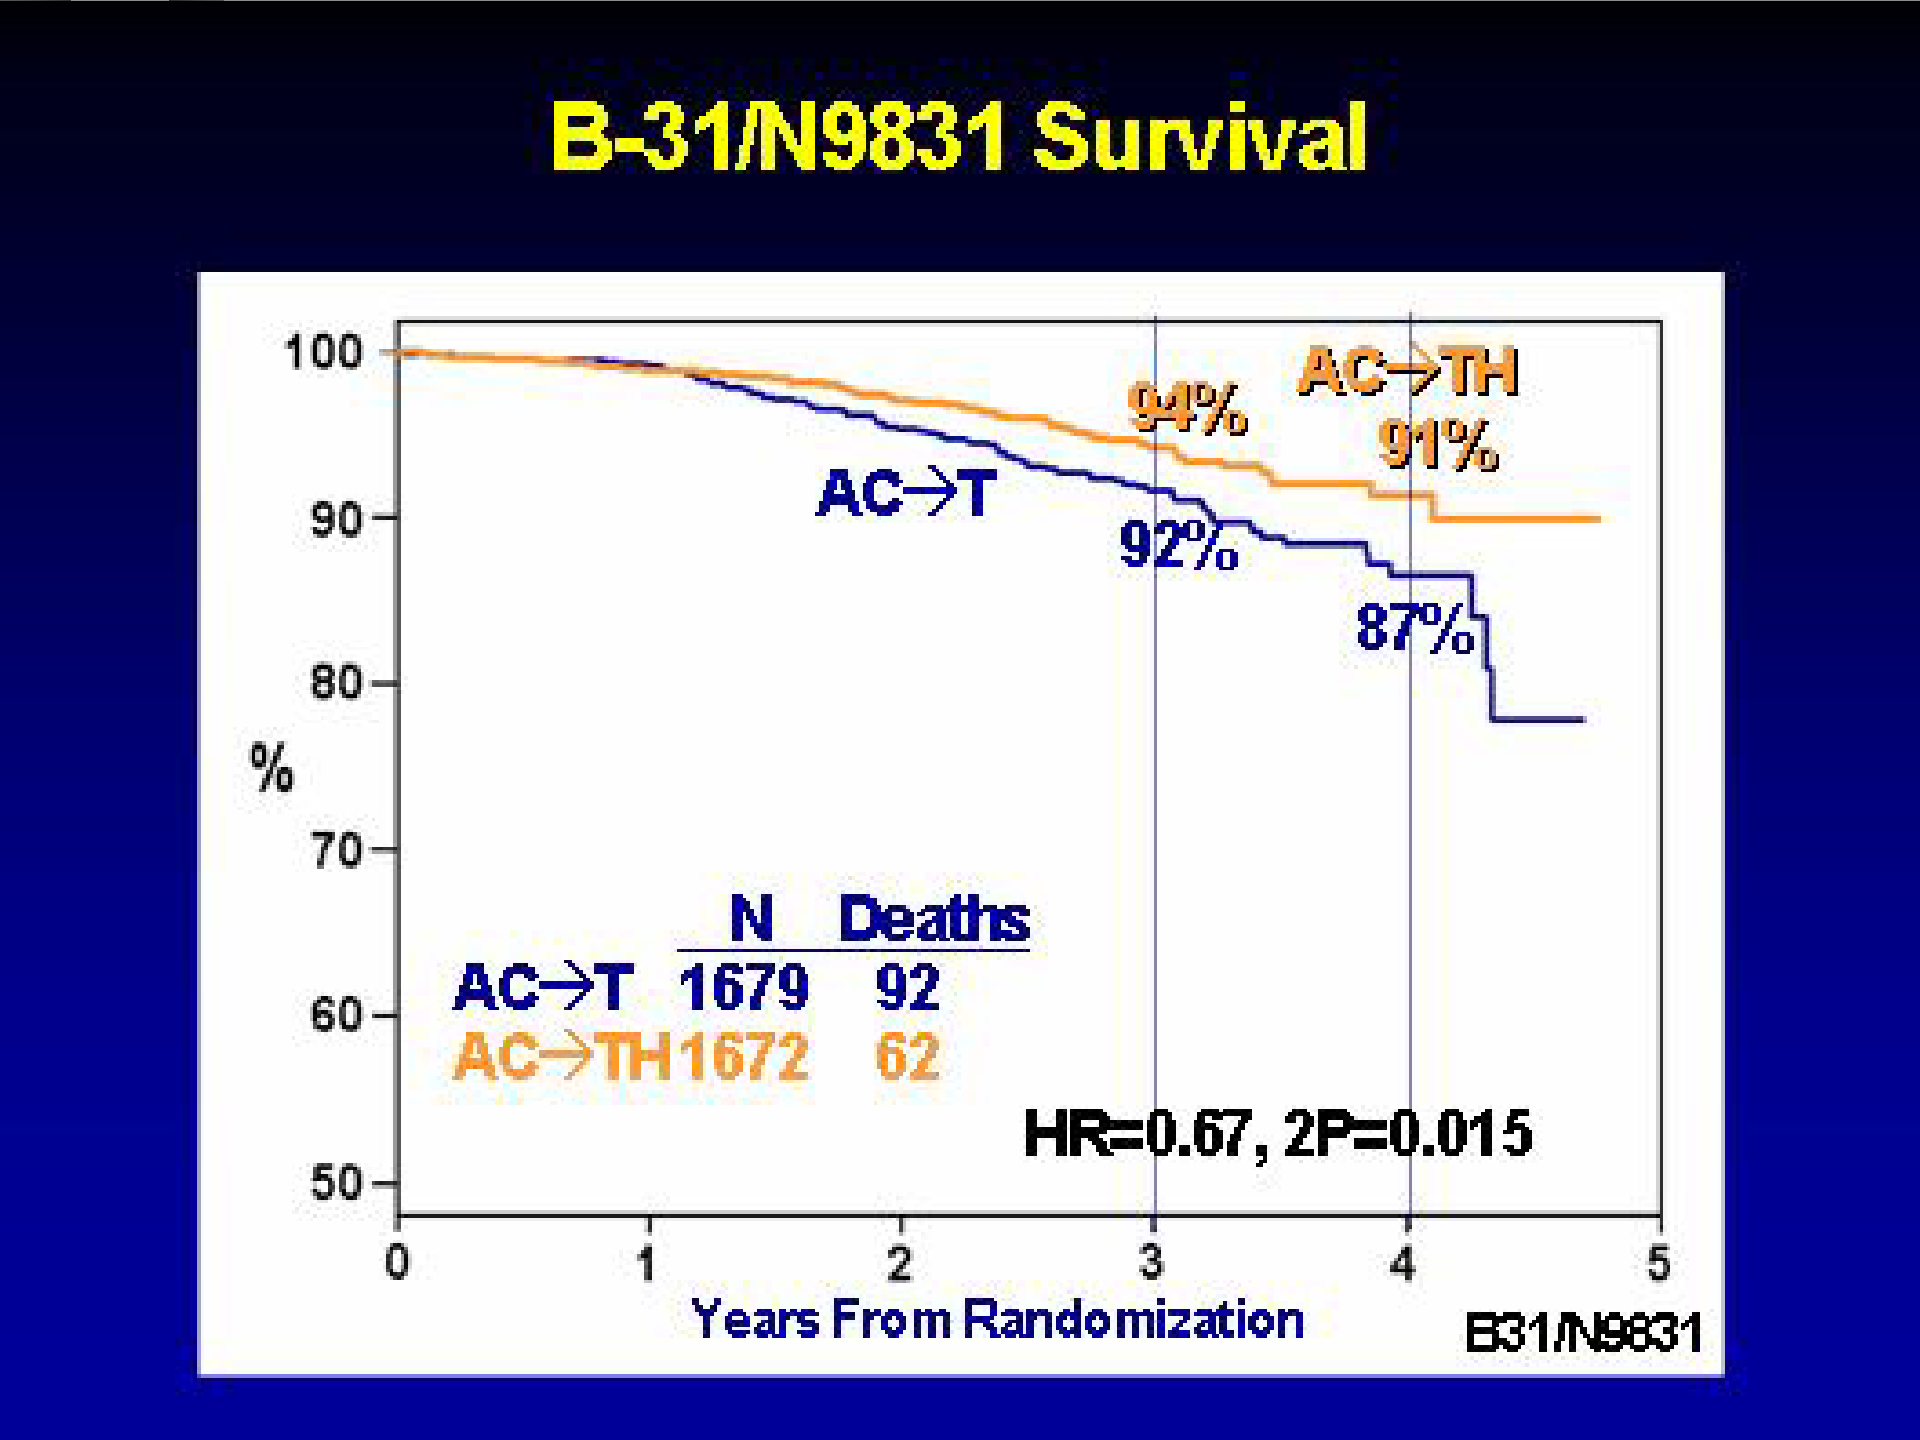 B-31/N9831 Survival
100
90
80
70
60
50
%
AC→TH
94%
91%
AC→T
92%
87%
N Deaths
AC→T 1679 92
AC→TH 1672 62
HR=0.67, 2P=0.015
0 1 2 3 4 5
Years From Randomization
B31/N9831